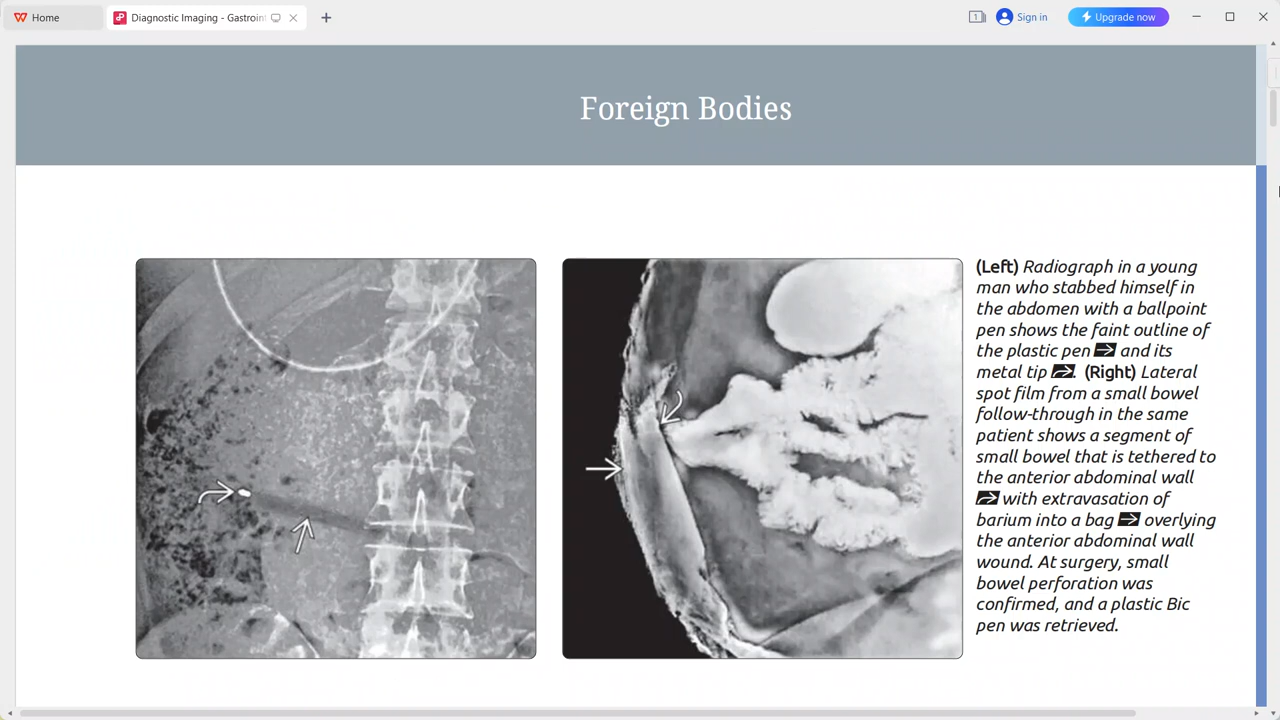 Home
Diagnostic Imaging - Gastroint
1
Sign in
Upgrade now
Foreign Bodies
(Left) Radiograph in a young
man who stabbed himself in
the abdomen with a ballpoint
pen shows the faint outline of
the plastic pen and its
metal tip . (Right) Lateral
spot film from a small bowel
follow-through in the same
patient shows a segment of
small bowel that is tethered to
the anterior abdominal wall
with extravasation of
barium into a bag overlying
the anterior abdominal wall
wound. At surgery, small
bowel perforation was
confirmed, and a plastic Bic
pen was retrieved.